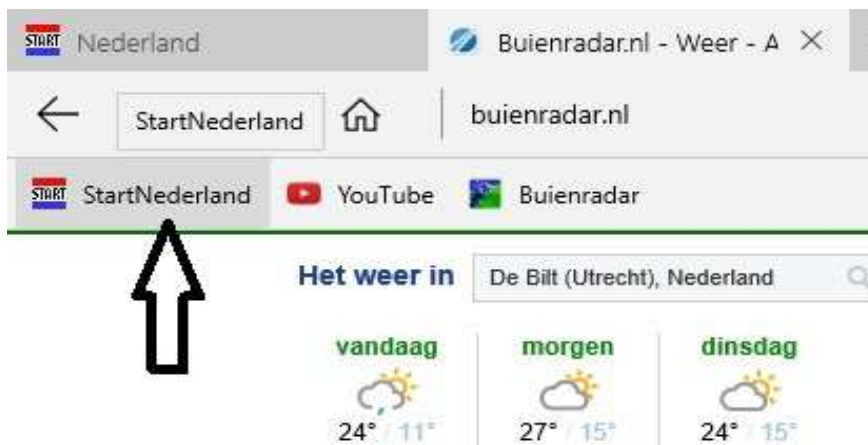 START Nederland Buienradar.nl - Weer - A
StartNederland buienradar.nl
START StartNederland YouTube Buienradar
Het weer in De Bilt (Utrecht), Nederland
vandaag morgen dinsdag
24° / 11° 27° / 15° 24° / 15°